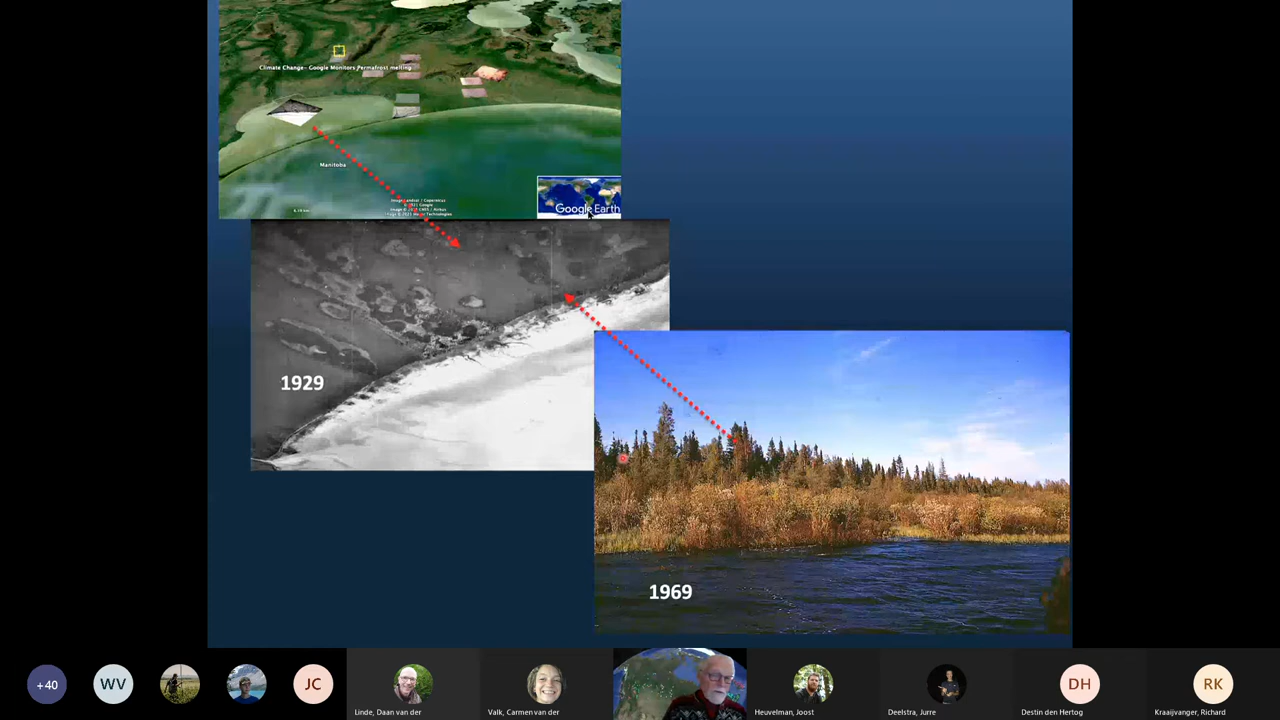 Climate Change- Google Monitors Permafrost melting
Manitoba
Google Earth
1929
1969
+40
WV
JC
Linde, Daan van der
Valk, Carmen van der
Heuvelman, Joost
Deelstra, Jurre
DH
Destin den Hertog
RK
Kraaijvanger, Richard